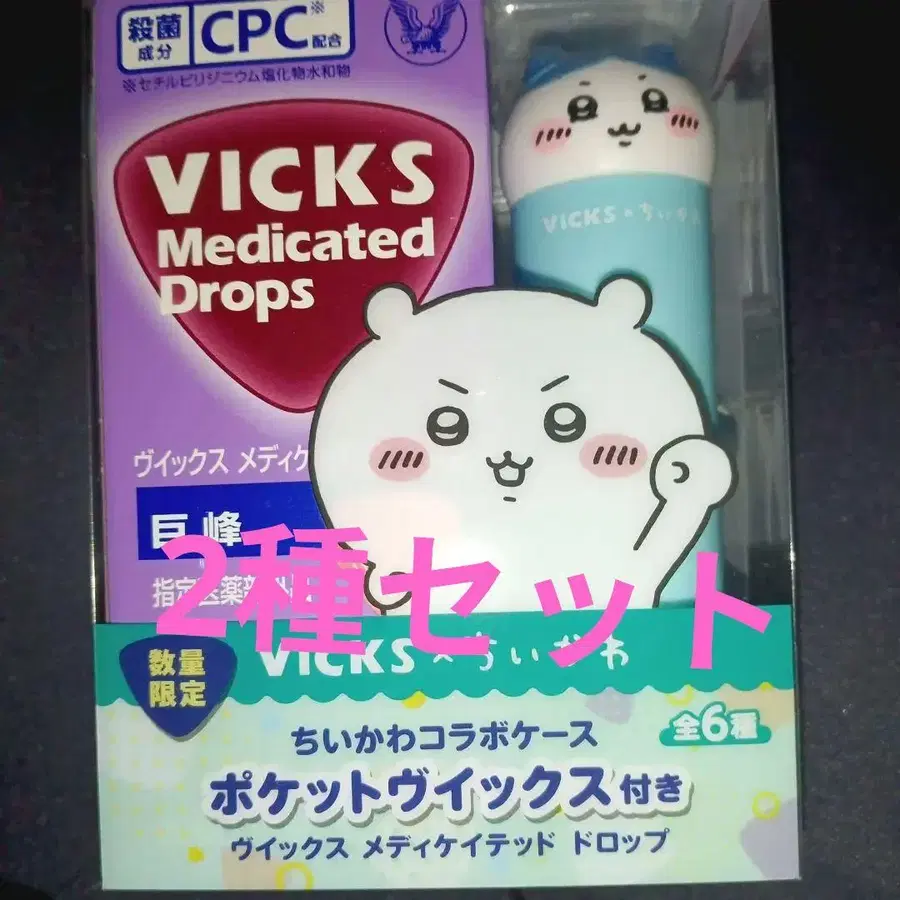 殺菌
成分
CPC※
配合
※セチルピリジニウム塩化物水和物
VICKS
Medicated
Drops
VICKS×ちいかわ
ヴイックス メディケ
巨峰
指定医薬部外
2種セット
数量
限定
VICKS×ちいかわ
全6種
ちいかわコラボケース
ポケットヴイックス付き
ヴイックス メディケイテッド ドロップ